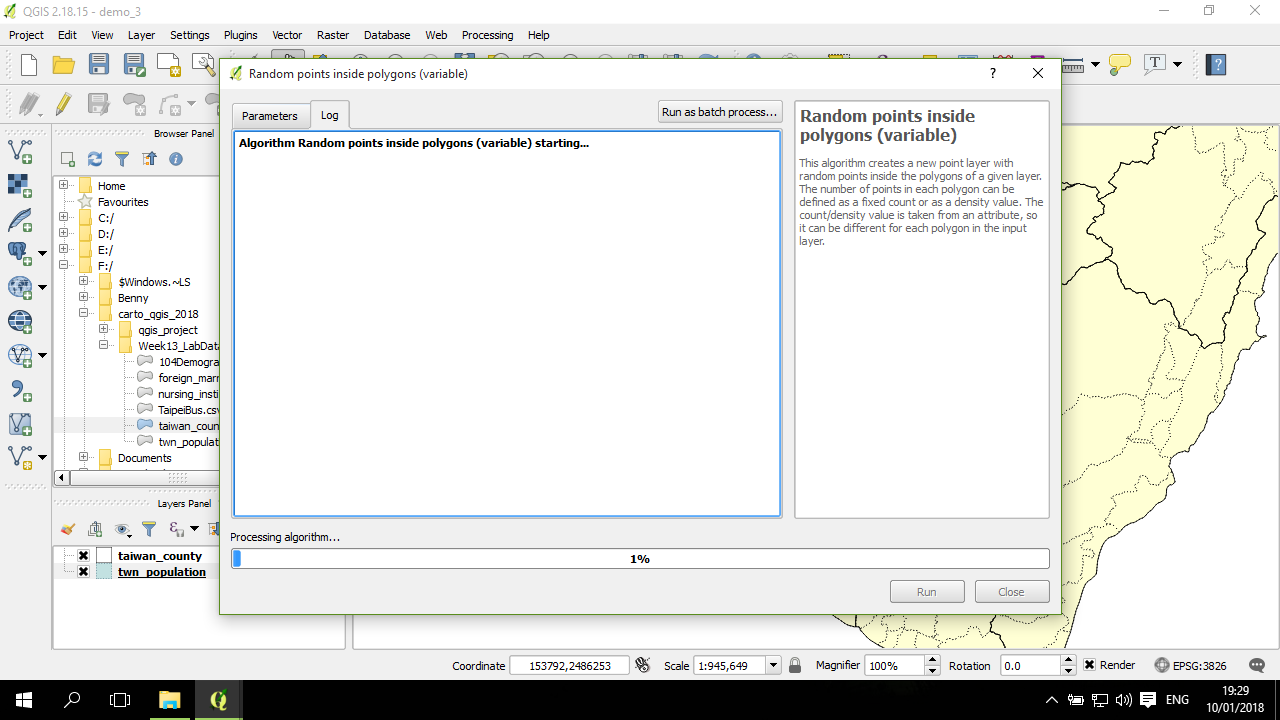 QGIS 2.18.15 - demo_3
Project Edit View Layer Settings Plugins Vector Raster Database Web Processing Help
Random points inside polygons (variable)
?
Parameters
Log
Run as batch process...
Algorithm Random points inside polygons (variable) starting...
Random points inside
polygons (variable)
This algorithm creates a new point layer with
random points inside the polygons of a given layer.
The number of points in each polygon can be
defined as a fixed count or as a density value. The
count/density value is taken from an attribute, so
it can be different for each polygon in the input
layer.
Processing algorithm...
1%
Run
Close
Browser Panel
Home
Favourites
C:/
D:/
E:/
F:/
$Windows.~LS
Benny
carto_qgis_2018
qgis_project
Week13_LabData
104Demogra
foreign_marr
nursing_insti
TaipeiBus.csv
taiwan_coun
twn_populati
Documents
Layers Panel
taiwan_county
twn_population
Coordinate 153792,2486253 Scale 1:945,649 Magnifier 100% Rotation 0.0 Render EPSG:3826
ENG
19:29
10/01/2018